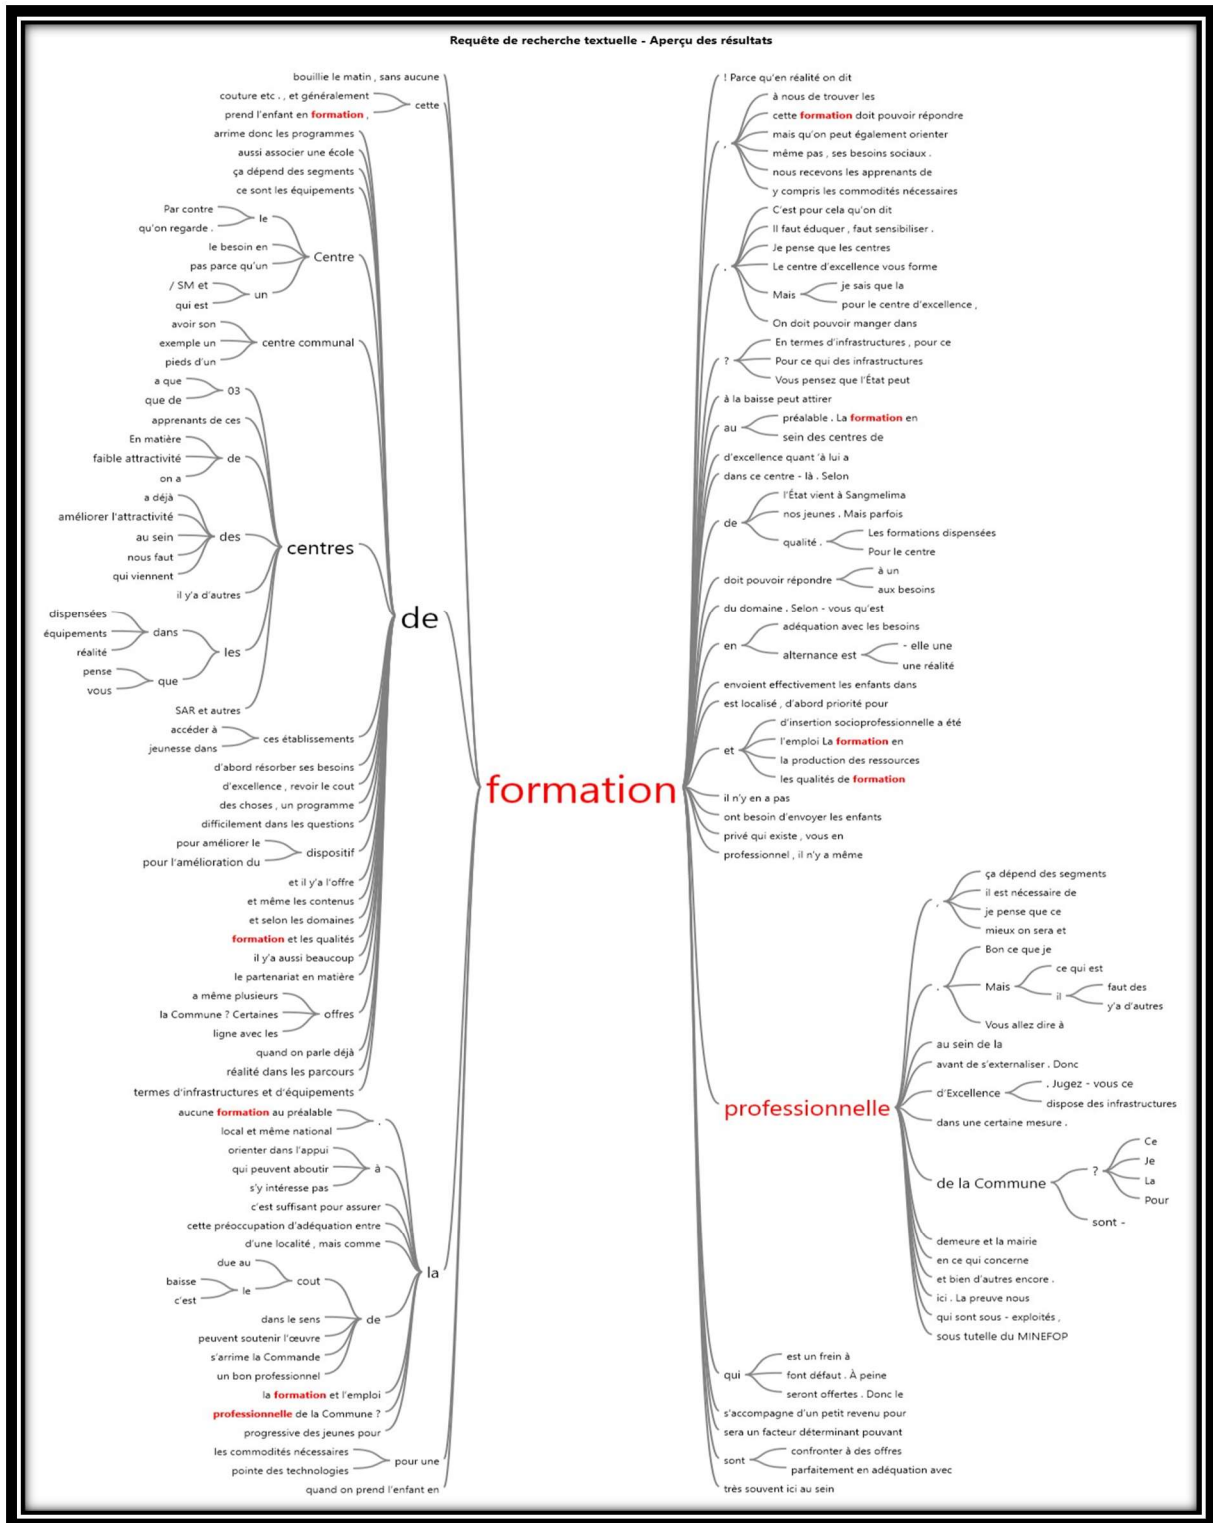 Requête de recherche textuelle - Aperçu des résultats
bouillie le matin , sans aucune
couture etc . , et généralement
prend l'enfant en formation ,
cette
arrime donc les programmes
aussi associer une école
ça dépend des segments
ce sont les équipements
Par contre
qu'on regarde .
le
le besoin en
pas parce qu'un
/ SM et
qui est
un
Centre
avoir son
exemple un
pieds d'un
centre communal
a que
que de
03
apprenants de ces
En matière
faible attractivité
on a
de
a déjà
améliorer l'attractivité
au sein
nous faut
qui viennent
des
il y'a d'autres
dispensées
équipements
réalité
dans
pense
vous
que
les
SAR et autres
centres
accéder à
jeunesse dans
ces établissements
d'abord résorber ses besoins
d'excellence , revoir le cout
des choses , un programme
difficilement dans les questions
pour améliorer le
pour l'amélioration du
dispositif
et il y'a l'offre
et même les contenus
et selon les domaines
formation et les qualités
il y'a aussi beaucoup
le partenariat en matière
a même plusieurs
la Commune ? Certaines
ligne avec les
offres
quand on parle déjà
réalité dans les parcours
termes d'infrastructures et d'équipements
de
aucune formation au préalable
local et même national
.
orienter dans l'appui
qui peuvent aboutir
s'y intéresse pas
à
c'est suffisant pour assurer
cette préoccupation d'adéquation entre
d'une localité , mais comme
due au
baisse
c'est
le
cout
dans le sens
peuvent soutenir l'œuvre
s'arrime la Commande
un bon professionnel
de
la formation et l'emploi
professionnelle de la Commune ?
progressive des jeunes pour
la
les commodités nécessaires
pointe des technologies
pour une
quand on prend l'enfant en
formation
! Parce qu'en réalité on dit
,
à nous de trouver les
cette formation doit pouvoir répondre
mais qu'on peut également orienter
même pas , ses besoins sociaux .
nous recevons les apprenants de
y compris les commodités nécessaires
.
C'est pour cela qu'on dit
Il faut éduquer , faut sensibiliser .
Je pense que les centres
Le centre d'excellence vous forme
Mais
je sais que la
pour le centre d'excellence ,
On doit pouvoir manger dans
?
En termes d'infrastructures , pour ce
Pour ce qui des infrastructures
Vous pensez que l'État peut
à la baisse peut attirer
au
préalable . La formation en
sein des centres de
d'excellence quant 'à lui a
dans ce centre - là . Selon
de
l'État vient à Sangmelima
nos jeunes . Mais parfois
qualité .
Les formations dispensées
Pour le centre
doit pouvoir répondre
à un
aux besoins
du domaine . Selon - vous qu'est
en
adéquation avec les besoins
alternance est
- elle une
une réalité
envoient effectivement les enfants dans
est localisé , d'abord priorité pour
et
d'insertion socioprofessionnelle a été
l'emploi La formation en
la production des ressources
les qualités de formation
il n'y en a pas
ont besoin d'envoyer les enfants
privé qui existe , vous en
professionnel , il n'y a même
professionnelle
,
ça dépend des segments
il est nécessaire de
je pense que ce
mieux on sera et
.
Bon ce que je
Mais
ce qui est
il
faut des
y'a d'autres
Vous allez dire à
au sein de la
avant de s'externaliser . Donc
d'Excellence
. Jugez - vous ce
dispose des infrastructures
dans une certaine mesure .
de la Commune
?
Ce
Je
La
Pour
sont -
demeure et la mairie
en ce qui concerne
et bien d'autres encore .
ici . La preuve nous
qui sont sous - exploités ,
sous tutelle du MINEFOP
qui
est un frein à
font défaut . À peine
seront offertes . Donc le
s'accompagne d'un petit revenu pour
sera un facteur déterminant pouvant
sont
confronter à des offres
parfaitement en adéquation avec
très souvent ici au sein